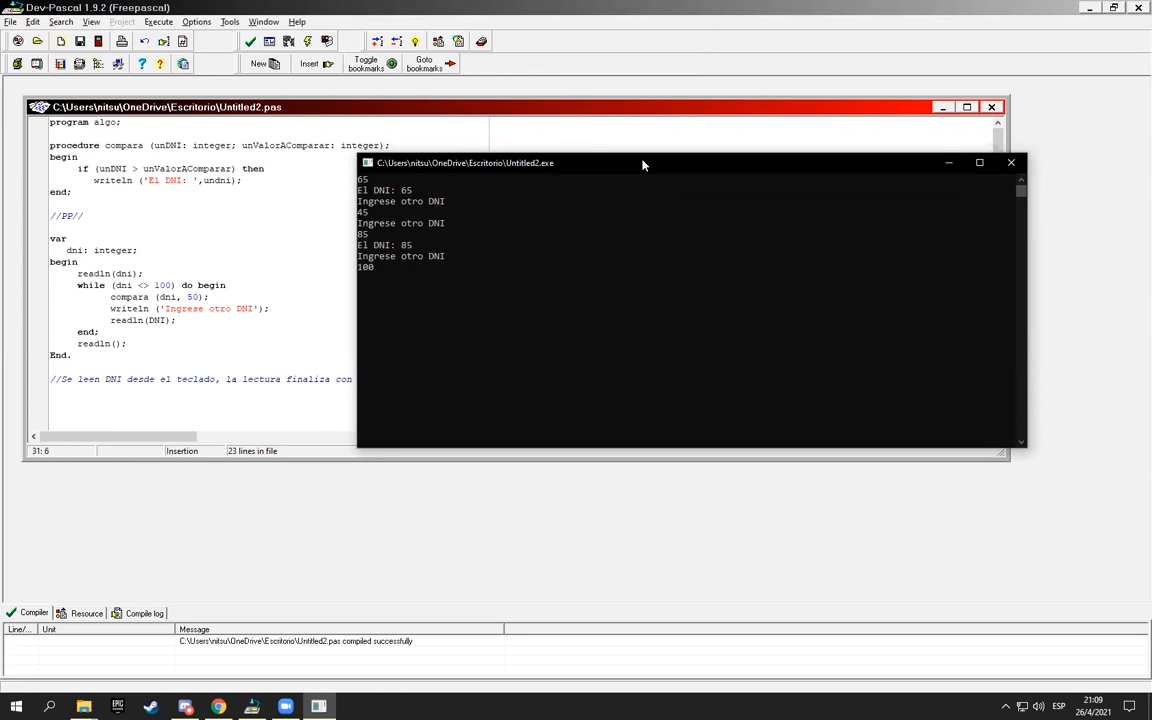 Dev-Pascal 1.9.2 (Freepascal)
File Edit Search View Project Execute Options Tools Window Help
New Insert Toggle bookmarks Goto bookmarks
C:\Users\nitsu\OneDrive\Escritorio\Untitled2.pas
program algo;
procedure compara (unDNI: integer; unValorAComparar: integer);
begin
if (unDNI > unValorAComparar) then
writeln ('El DNI: ',undni);
end;
//PP//
var
dni: integer;
begin
readln(dni);
while (dni <> 100) do begin
compara (dni, 50);
writeln ('Ingrese otro DNI');
readln(DNI);
end;
readln();
End.
//Se leen DNI desde el teclado, la lectura finaliza con
31: 6 Insertion 23 lines in file
C:\Users\nitsu\OneDrive\Escritorio\Untitled2.exe
65
El DNI: 65
Ingrese otro DNI
45
Ingrese otro DNI
85
El DNI: 85
Ingrese otro DNI
100
Compiler Resource Compile log
Line/... Unit Message
C:\Users\nitsu\OneDrive\Escritorio\Untitled2.pas compiled successfully
EPIC
ESP
21:09
26/4/2021